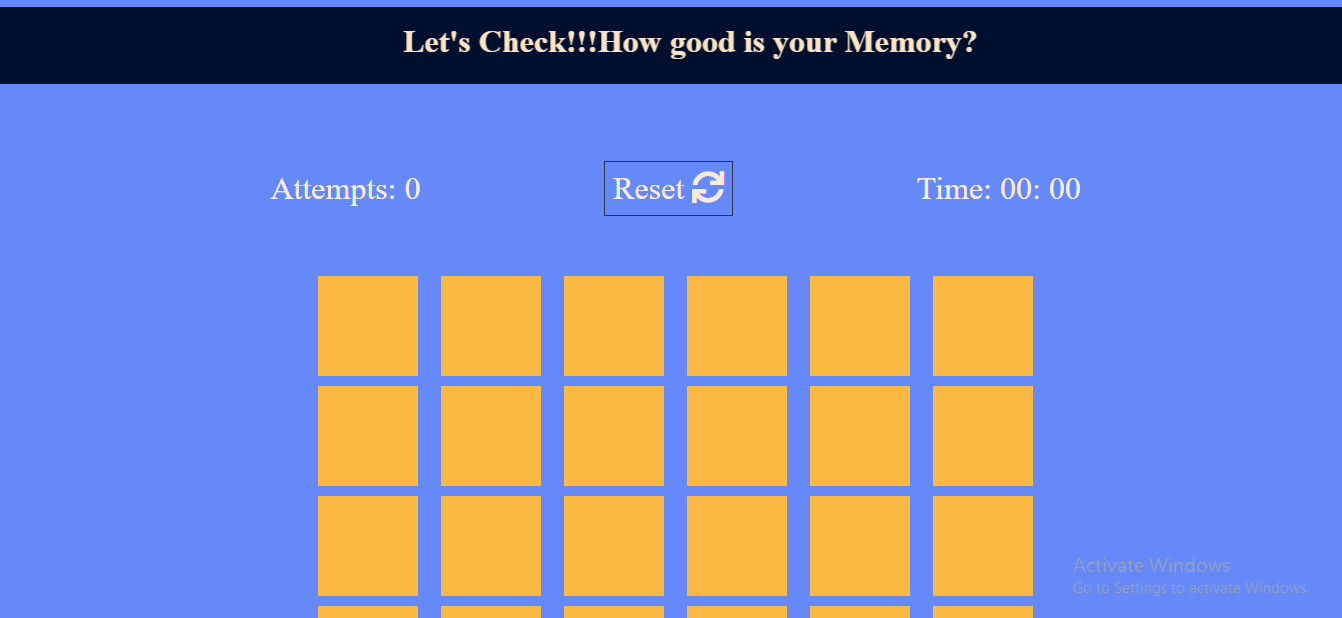 Let's Check!!!How good is your Memory?
Attempts: 0
Reset
Time: 00: 00
Activate Windows
Go to Settings to activate Windows.